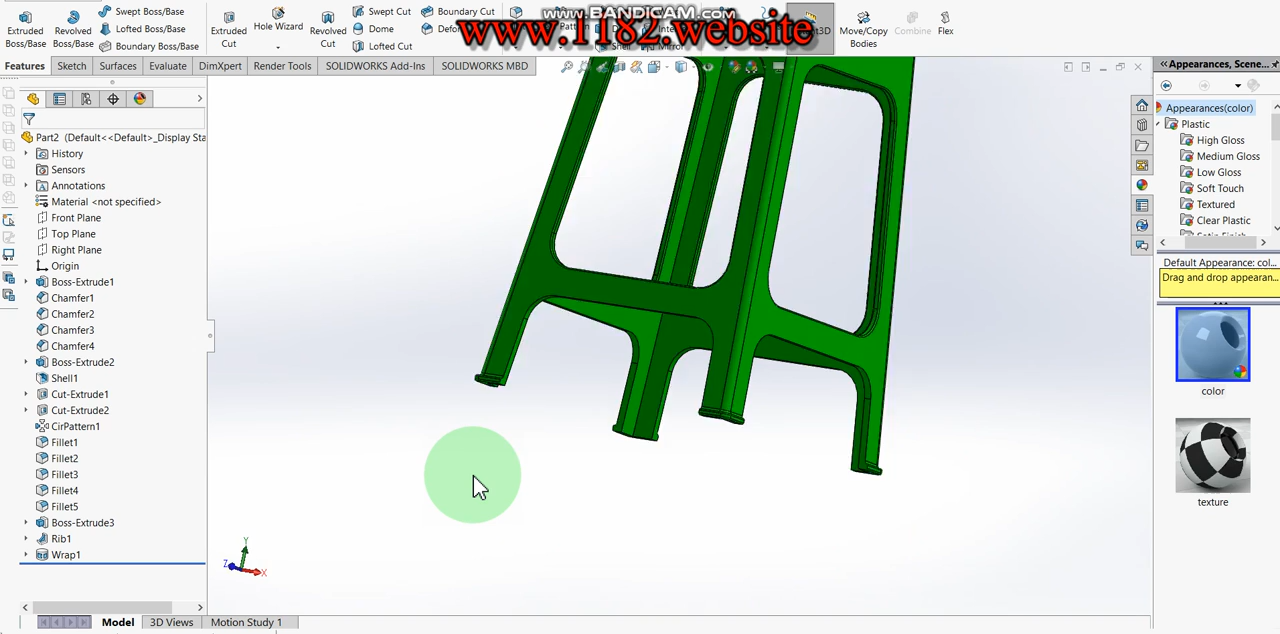 www.BANDICAM.com
www.1182.website
Extruded Boss/Base
Revolved Boss/Base
Swept Boss/Base
Lofted Boss/Base
Boundary Boss/Base
Extruded Cut
Hole Wizard
Revolved Cut
Swept Cut
Dome
Lofted Cut
Boundary Cut
Move/Copy Bodies
Combine
Flex
Features
Sketch
Surfaces
Evaluate
DimXpert
Render Tools
SOLIDWORKS Add-Ins
SOLIDWORKS MBD
Part2 (Default<<Default>_Display Sta
History
Sensors
Annotations
Material <not specified>
Front Plane
Top Plane
Right Plane
Origin
Boss-Extrude1
Chamfer1
Chamfer2
Chamfer3
Chamfer4
Boss-Extrude2
Shell1
Cut-Extrude1
Cut-Extrude2
CirPattern1
Fillet1
Fillet2
Fillet3
Fillet4
Fillet5
Boss-Extrude3
Rib1
Wrap1
Y
Z
X
Model
3D Views
Motion Study 1
Appearances, Scene...
Appearances(color)
Plastic
High Gloss
Medium Gloss
Low Gloss
Soft Touch
Textured
Clear Plastic
Default Appearance: col...
Drag and drop appearan...
color
texture